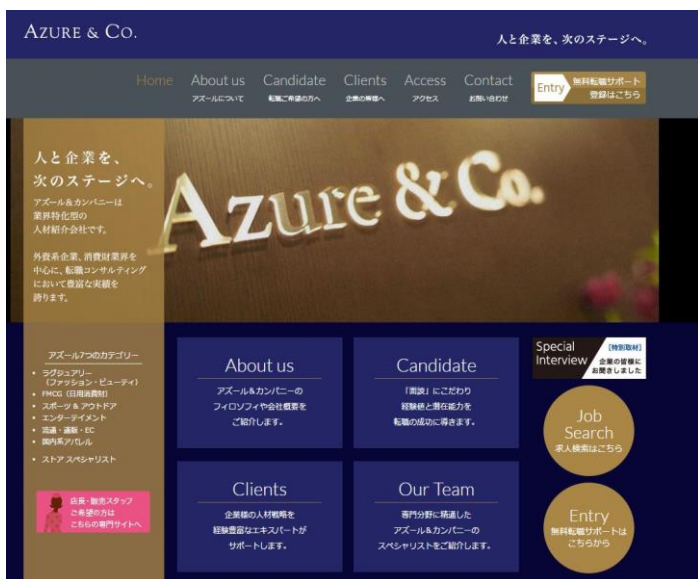 AZURE & CO.
人と企業を、次のステージへ。
Home
About us
アズールについて
Candidate
転職ご希望の方へ
Clients
企業の皆様へ
Access
アクセス
Contact
お問い合わせ
Entry
無料転職サポート
登録はこちら
人と企業を、
次のステージへ。
アズール&カンパニーは
業界特化型の
人材紹介会社です。
外資系企業、消費財業界を
中心に、転職コンサルティング
において豊富な実績を
誇ります。
Azure & Co.
アズール7つのカテゴリー
• ラグジュアリー
（ファッション・ビューティ）
• FMCG（日用消費財）
• スポーツ & アウトドア
• エンターテイメント
• 流通・通販・EC
• 国内系アパレル
• ストア スペシャリスト
店長・販売スタッフ
ご希望の方は
こちらの専門サイトへ
About us
アズール&カンパニーの
フィロソフィや会社概要を
ご紹介します。
Candidate
「面談」にこだわり
経験値と潜在能力を
転職の成功に導きます。
Clients
企業様の人材戦略を
経験豊富なエキスパートが
サポートします。
Our Team
専門分野に精通した
アズール&カンパニーの
スペシャリストをご紹介します。
Special
Interview
［特別取材］
企業の皆様に
お聞きしました
Job
Search
求人検索はこちら
Entry
無料転職サポートは
こちらから